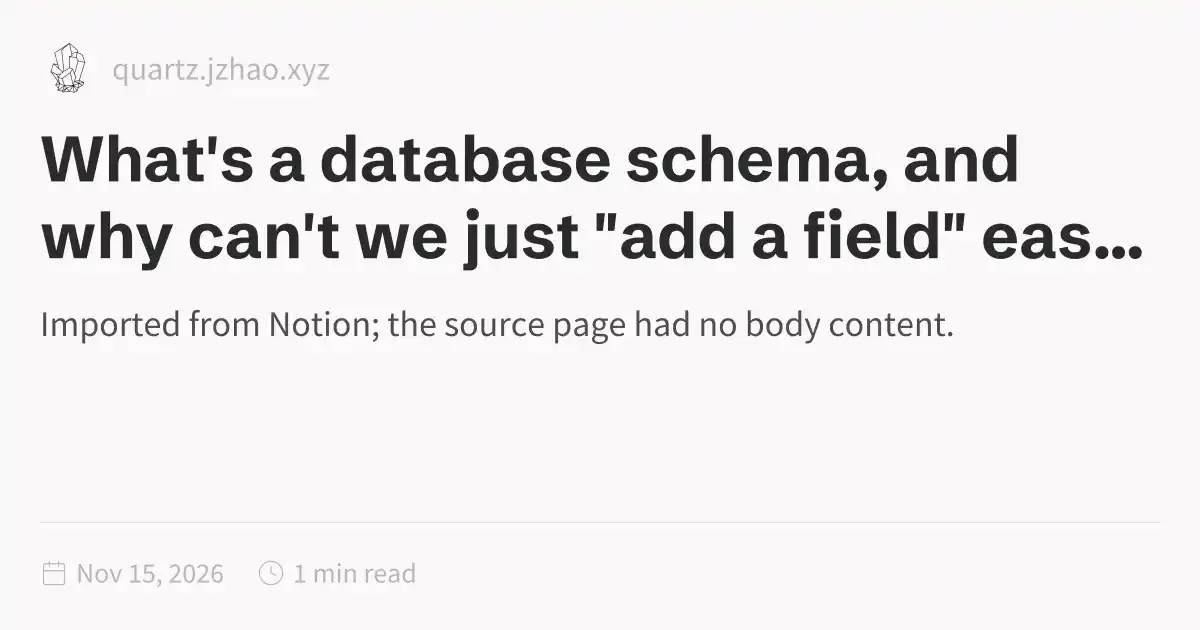 quartz.jzhao.xyz
What's a database schema, and
why can't we just "add a field" eas...
Imported from Notion; the source page had no body content.
Nov 15, 2026 1 min read